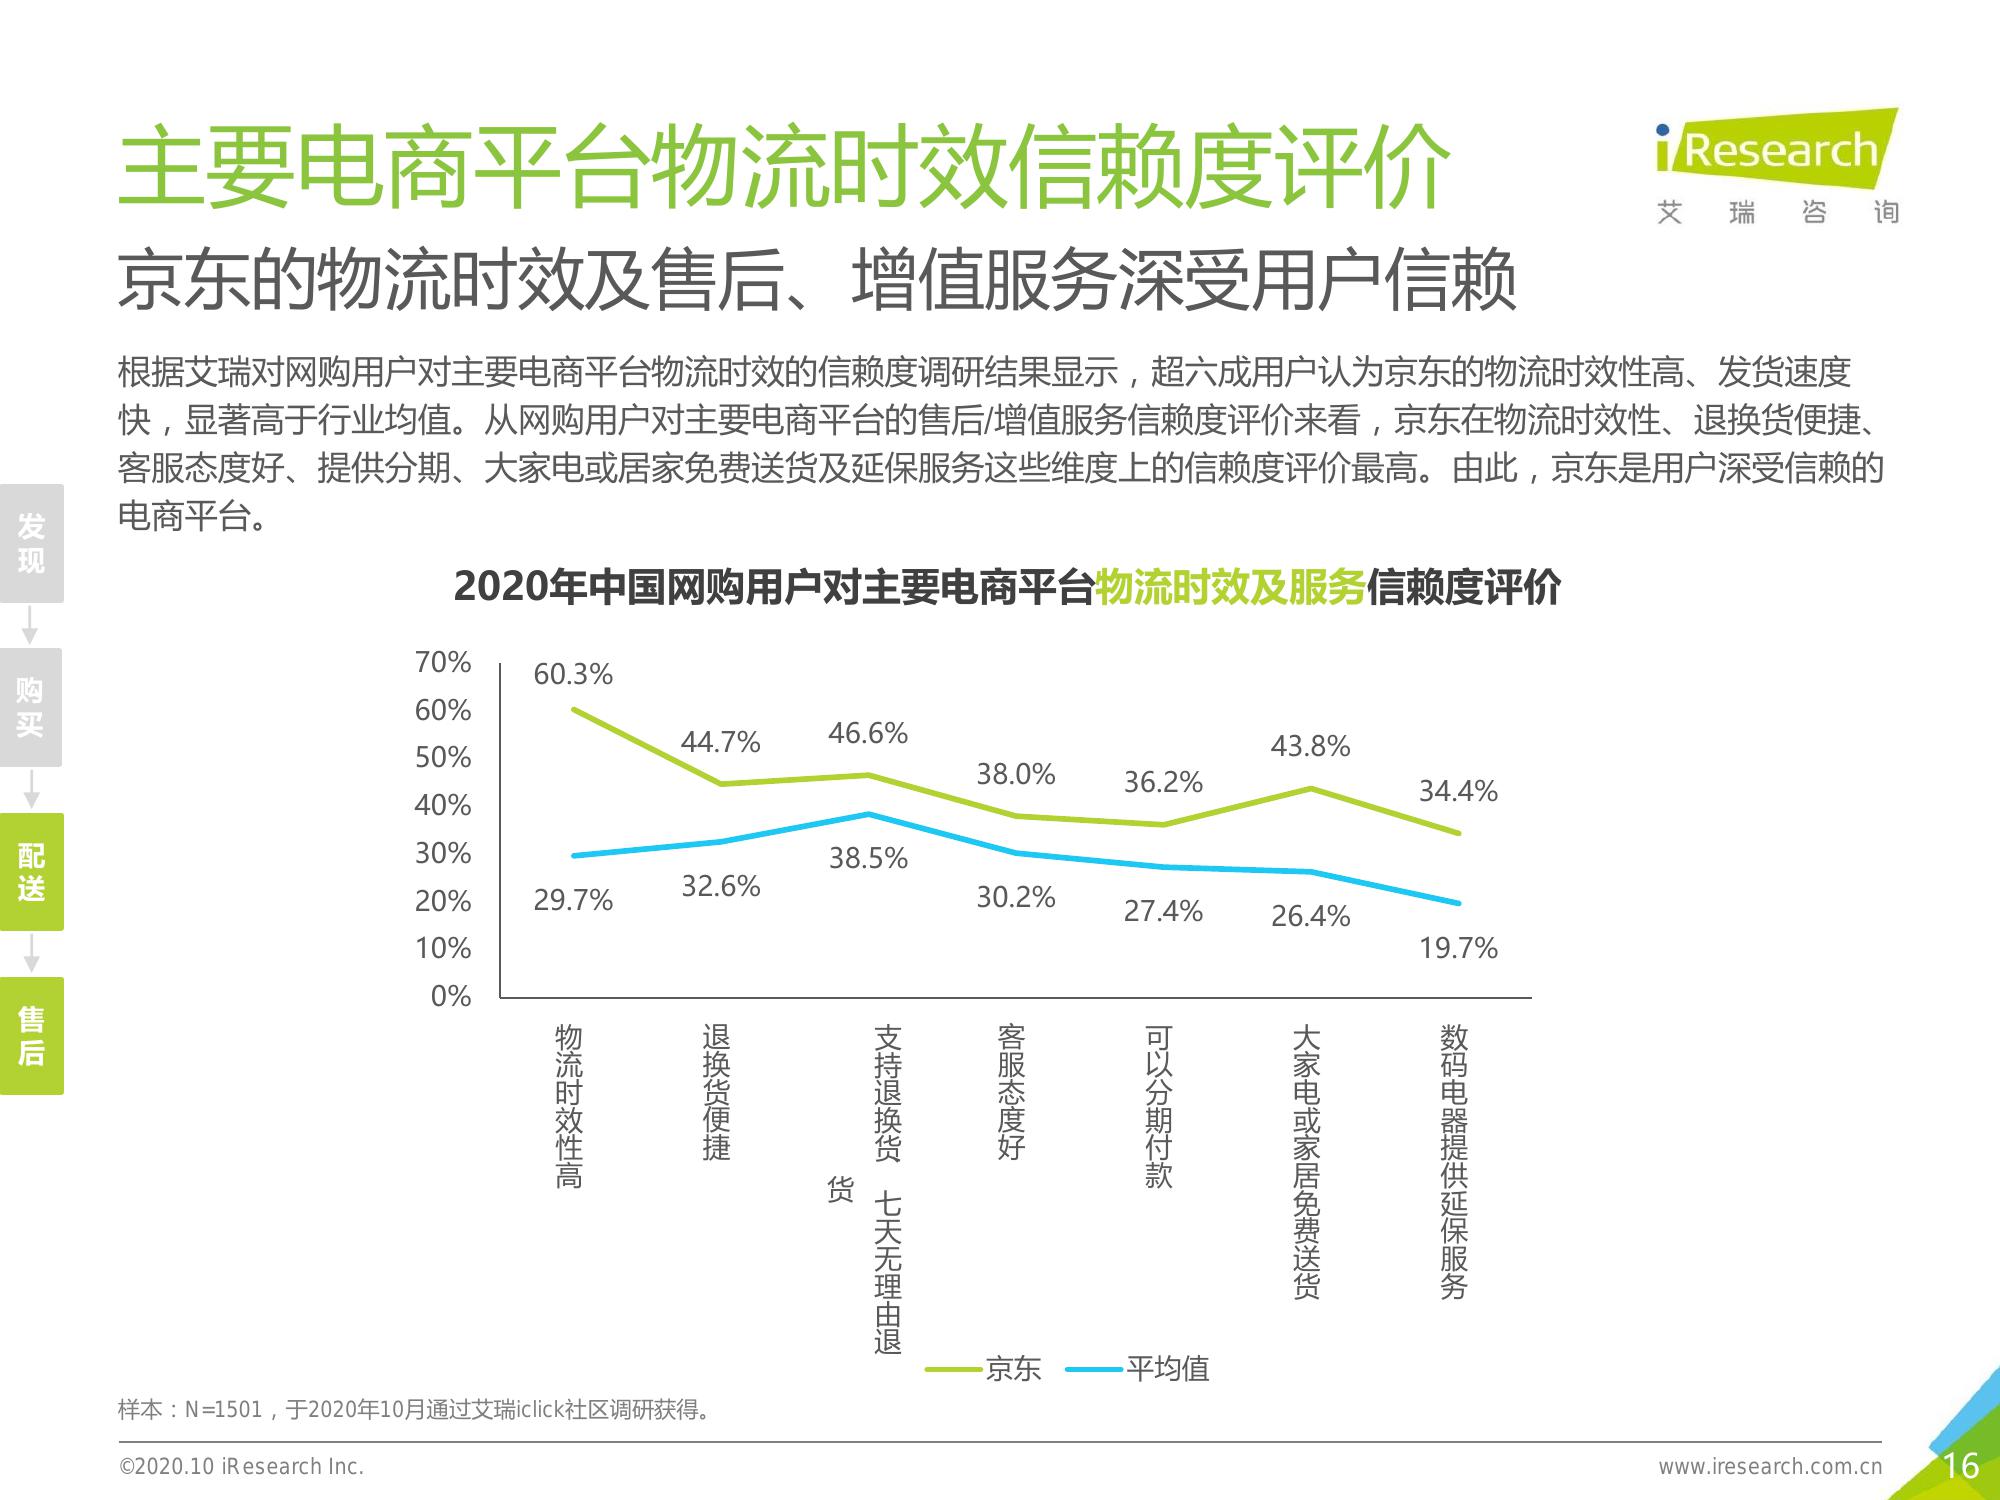 主要电商平台物流时效信赖度评价
iResearch
艾瑞咨询
京东的物流时效及售后、增值服务深受用户信赖
根据艾瑞对网购用户对主要电商平台物流时效的信赖度调研结果显示，超六成用户认为京东的物流时效性高、发货速度
快，显著高于行业均值。从网购用户对主要电商平台的售后/增值服务信赖度评价来看，京东在物流时效性、退换货便捷、
客服态度好、提供分期、大家电或居家免费送货及延保服务这些维度上的信赖度评价最高。由此，京东是用户深受信赖的
电商平台。
发现
购买
配送
售后
2020年中国网购用户对主要电商平台物流时效及服务信赖度评价
70%
60%
50%
40%
30%
20%
10%
0%
60.3%
44.7%
46.6%
38.0%
36.2%
43.8%
34.4%
29.7%
32.6%
38.5%
30.2%
27.4%
26.4%
19.7%
物流时效性高
退换货便捷
支持退换货、七天无理由退
货
客服态度好
可以分期付款
大家电或家居免费送货
数码电器提供延保服务
京东 平均值
样本：N=1501，于2020年10月通过艾瑞iclick社区调研获得。
©2020.10 iResearch Inc.
www.iresearch.com.cn
16